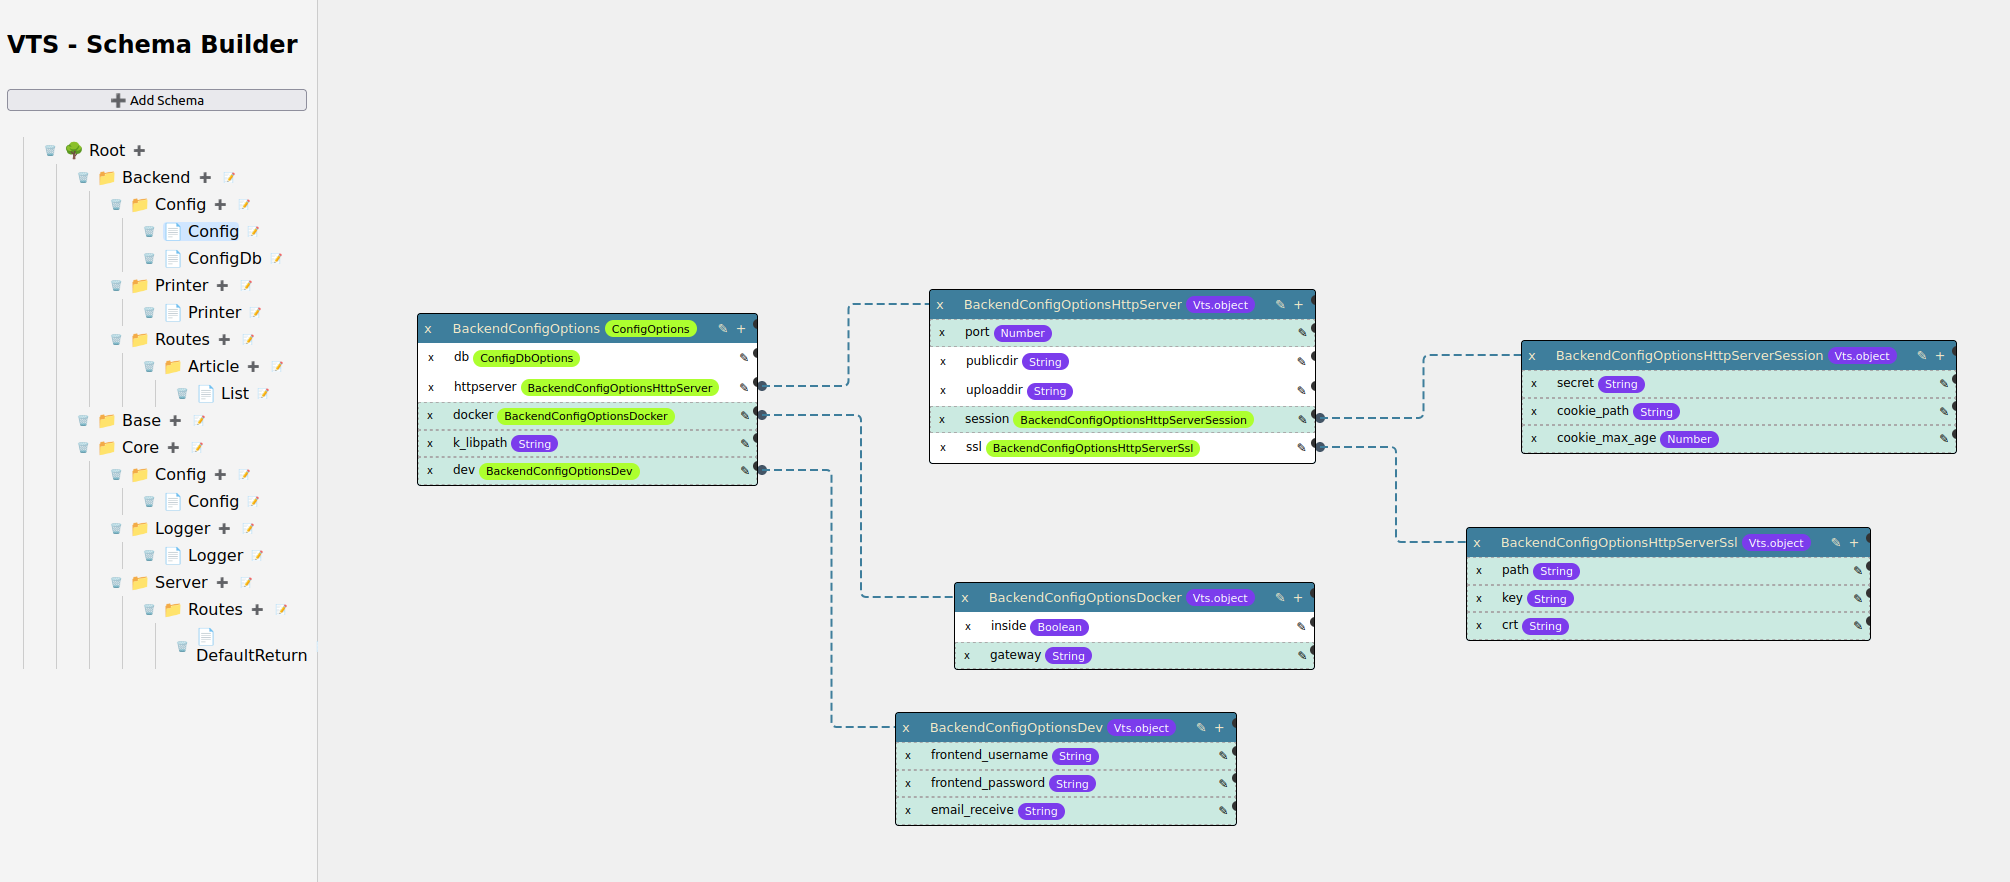 VTS - Schema Builder
➕ Add Schema
Root ➕
Backend ➕
Config ➕
Config
ConfigDb
Printer ➕
Printer
Routes ➕
Article ➕
List
Base ➕
Core ➕
Config ➕
Config
Logger ➕
Logger
Server ➕
Routes ➕
DefaultReturn
x BackendConfigOptions ConfigOptions ✎ +
x db ConfigDbOptions ✎
x httpserver BackendConfigOptionsHttpServer ✎
x docker BackendConfigOptionsDocker ✎
x k_libpath String ✎
x dev BackendConfigOptionsDev ✎
x BackendConfigOptionsHttpServer Vts.object ✎ +
x port Number ✎
x publicdir String ✎
x uploaddir String ✎
x session BackendConfigOptionsHttpServerSession ✎
x ssl BackendConfigOptionsHttpServerSsl ✎
x BackendConfigOptionsHttpServerSession Vts.object ✎ +
x secret String ✎
x cookie_path String ✎
x cookie_max_age Number ✎
x BackendConfigOptionsHttpServerSsl Vts.object ✎ +
x path String ✎
x key String ✎
x crt String ✎
x BackendConfigOptionsDocker Vts.object ✎ +
x inside Boolean ✎
x gateway String ✎
x BackendConfigOptionsDev Vts.object ✎ +
x frontend_username String ✎
x frontend_password String ✎
x email_receive String ✎